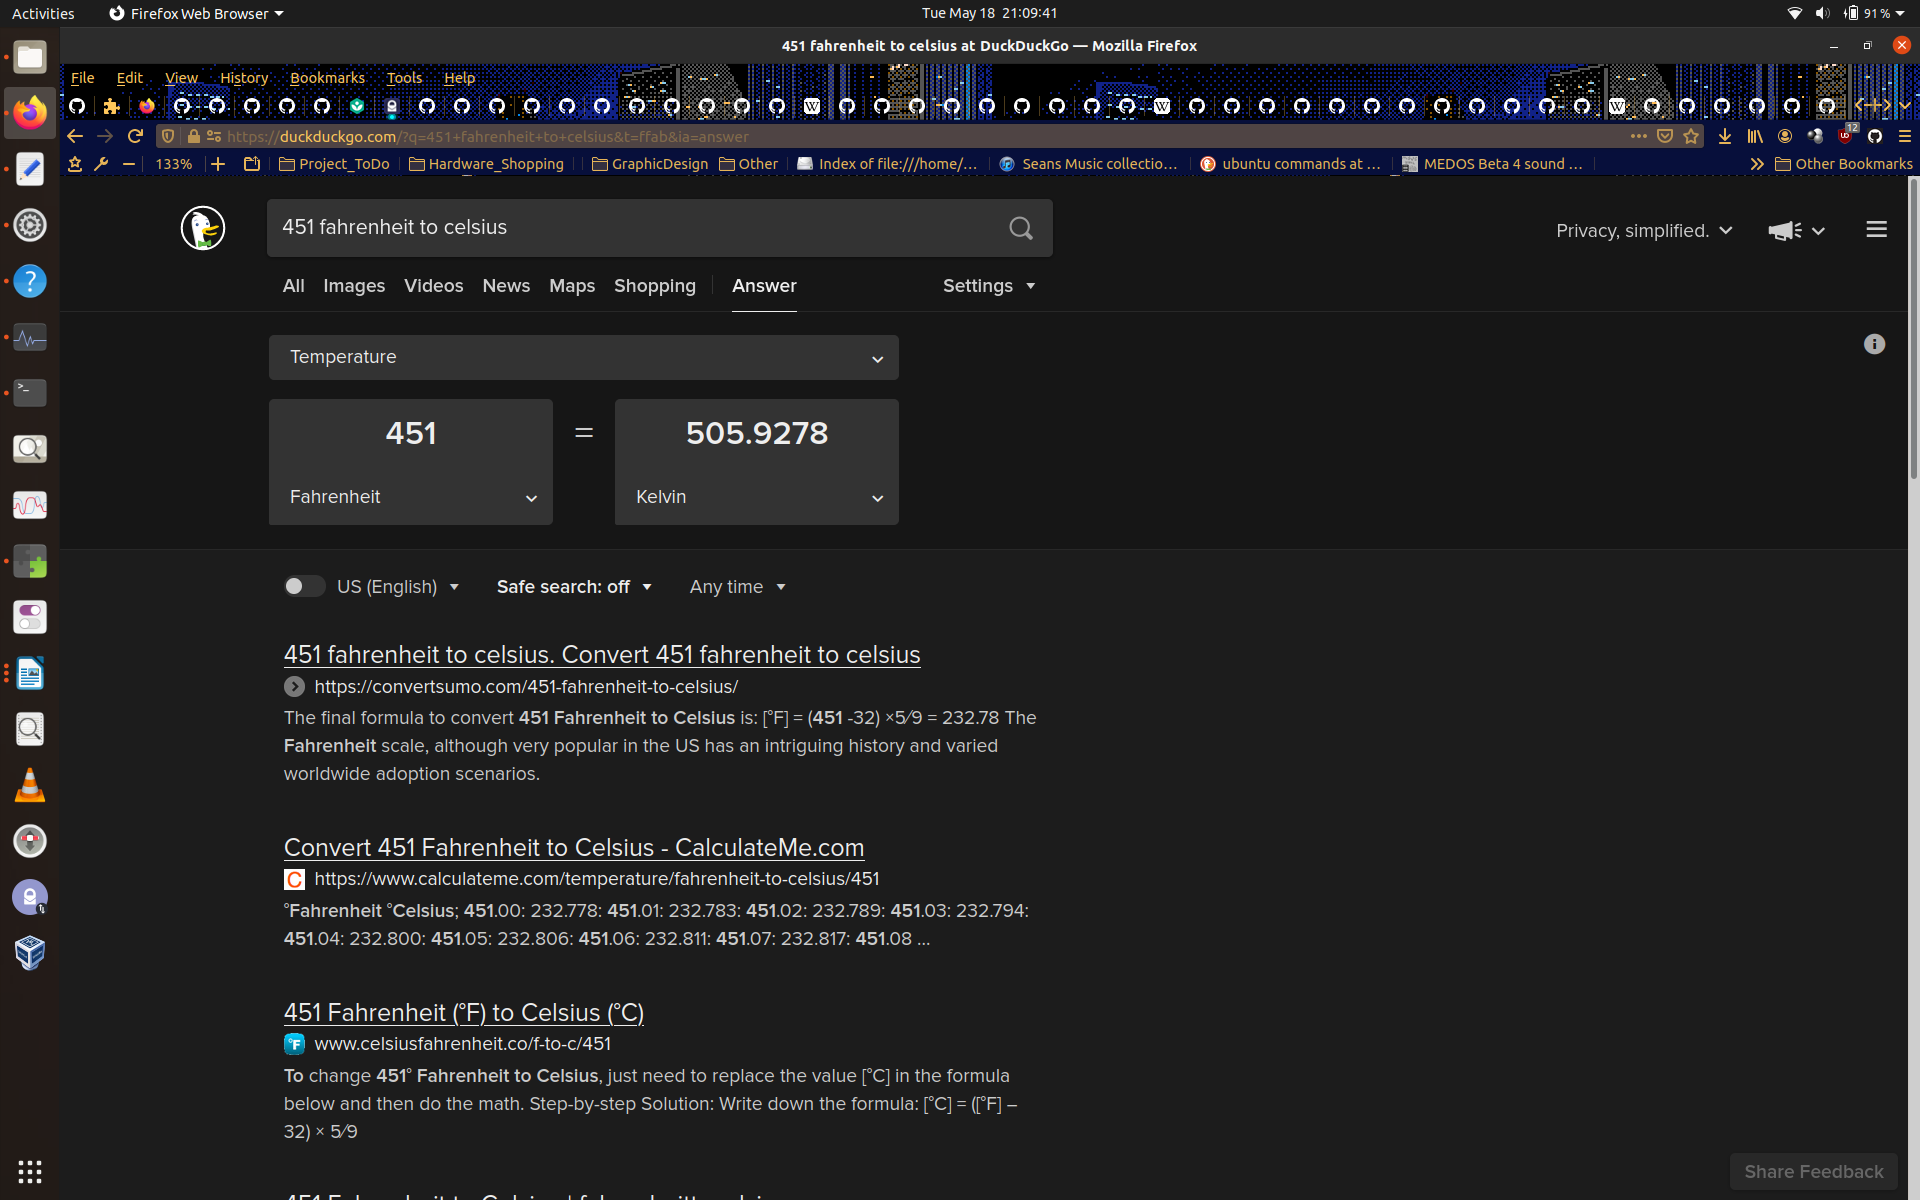 Activities
Firefox Web Browser
Tue May 18 21:09:41
91 %
451 fahrenheit to celsius at DuckDuckGo — Mozilla Firefox
File Edit View History Bookmarks Tools Help
https://duckduckgo.com/?q=451+fahrenheit+to+celsius&t=ffab&ia=answer
12
133%
Project_ToDo
Hardware_Shopping
GraphicDesign
Other
Index of file:///home/…
Seans Music collectio…
ubuntu commands at …
MEDOS Beta 4 sound …
Other Bookmarks
451 fahrenheit to celsius
Privacy, simplified.
All Images Videos News Maps Shopping Answer Settings
Temperature
451 = 505.9278
Fahrenheit Kelvin
US (English) Safe search: off Any time
451 fahrenheit to celsius. Convert 451 fahrenheit to celsius
https://convertsumo.com/451-fahrenheit-to-celsius/
The final formula to convert 451 Fahrenheit to Celsius is: [°F] = (451 -32) ×5⁄9 = 232.78 The
Fahrenheit scale, although very popular in the US has an intriguing history and varied
worldwide adoption scenarios.
Convert 451 Fahrenheit to Celsius - CalculateMe.com
C https://www.calculateme.com/temperature/fahrenheit-to-celsius/451
°Fahrenheit °Celsius; 451.00: 232.778: 451.01: 232.783: 451.02: 232.789: 451.03: 232.794:
451.04: 232.800: 451.05: 232.806: 451.06: 232.811: 451.07: 232.817: 451.08 ...
451 Fahrenheit (°F) to Celsius (°C)
°F www.celsiusfahrenheit.co/f-to-c/451
To change 451° Fahrenheit to Celsius, just need to replace the value [°C] in the formula
below and then do the math. Step-by-step Solution: Write down the formula: [°C] = ([°F] −
32) × 5⁄9
Share Feedback